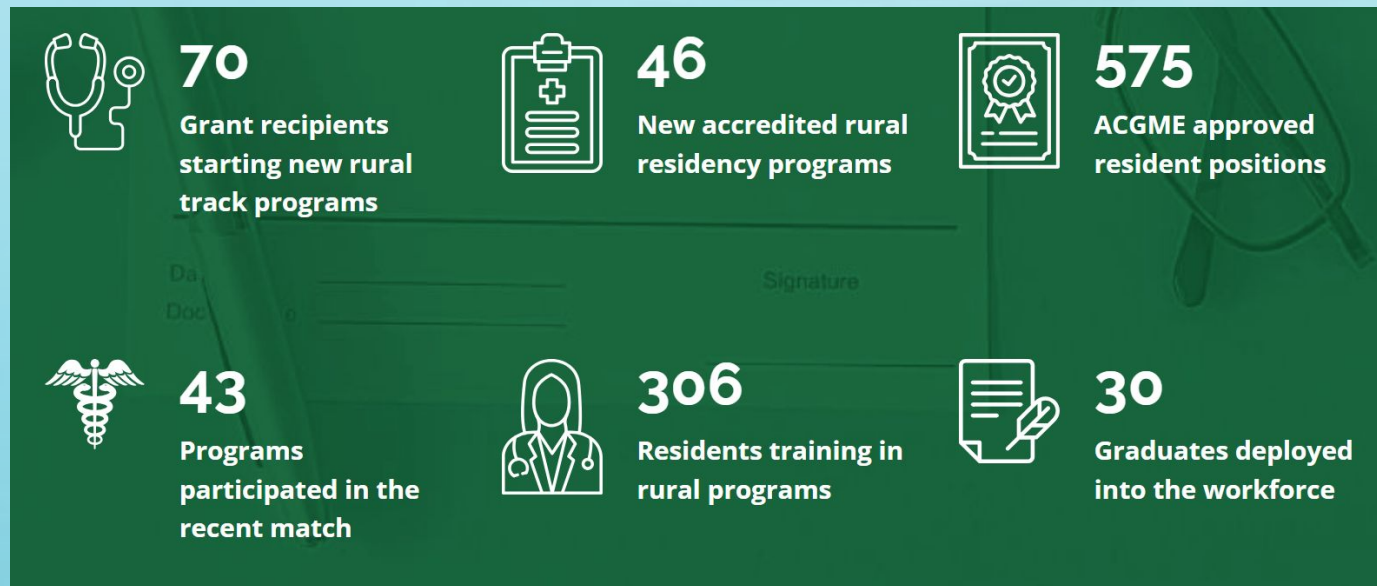 70
Grant recipients
starting new rural
track programs
46
New accredited rural
residency programs
575
ACGME approved
resident positions
Signature
43
Programs
participated in the
recent match
306
Residents training in
rural programs
30
Graduates deployed
into the workforce